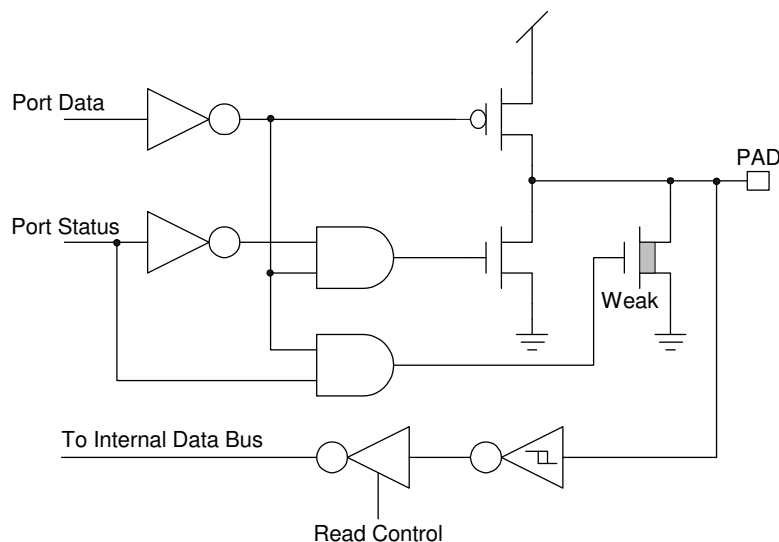 Port Data
PAD
Port Status
Weak
To Internal Data Bus
Read Control